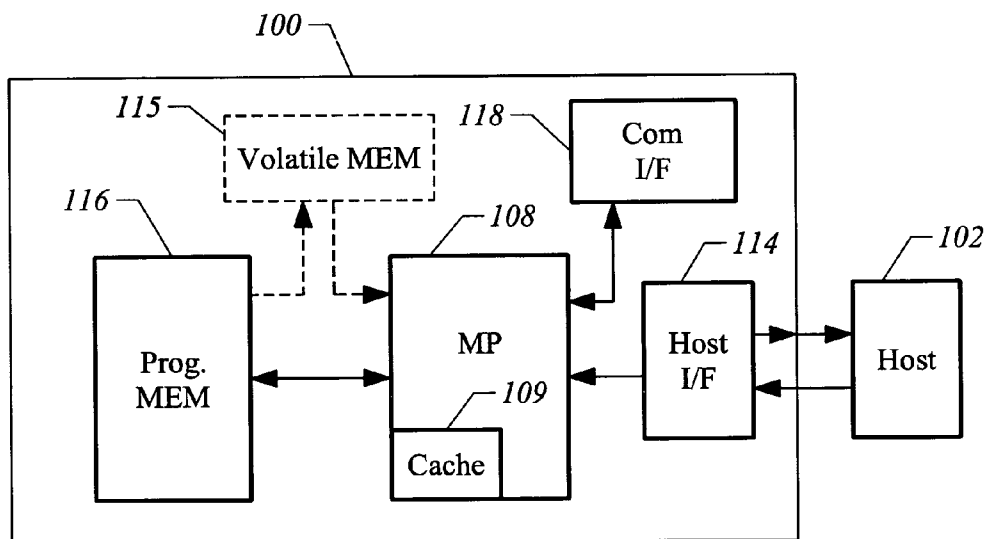 100
115
Volatile MEM
118
Com
I/F
116
Prog.
MEM
108
MP
109
Cache
114
Host
I/F
102
Host